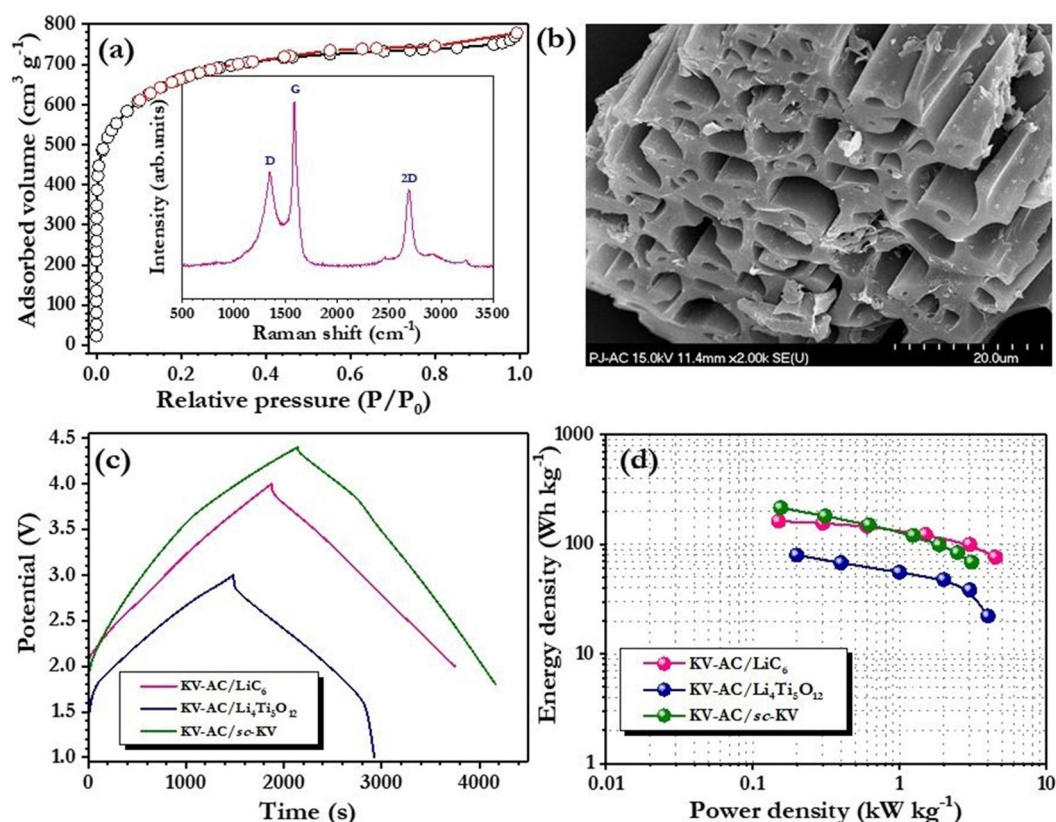 (a)
Adsorbed volume (cm³ g⁻¹)
800
700
600
500
400
300
200
100
0
0.0 0.2 0.4 0.6 0.8 1.0
Relative pressure (P/P₀)
Intensity (arb. units)
D
G
2D
500 1000 1500 2000 2500 3000 3500
Raman shift (cm⁻¹)
(b)
PJ-AC 15.0kV 11.4mm x2.00k SE(U)
20.0um
(c)
Potential (V)
4.5
4.0
3.5
3.0
2.5
2.0
1.5
1.0
KV-AC/LiC₆
KV-AC/Li₄Ti₅O₁₂
KV-AC/sc-KV
0 1000 2000 3000 4000
Time (s)
(d)
Energy density (Wh kg⁻¹)
1000
100
10
1
KV-AC/LiC₆
KV-AC/Li₄Ti₅O₁₂
KV-AC/sc-KV
0.01 0.1 1 10
Power density (kW kg⁻¹)